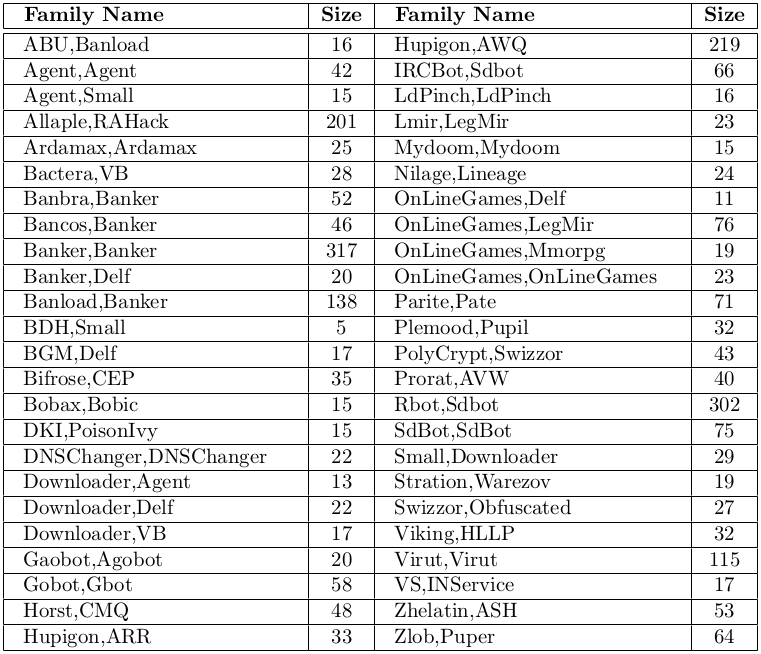 Family Name Size Family Name Size
ABU,Banload 16 Hupigon,AWQ 219
Agent,Agent 42 IRCBot,Sdbot 66
Agent,Small 15 LdPinch,LdPinch 16
Allaple,RAHack 201 Lmir,LegMir 23
Ardamax,Ardamax 25 Mydoom,Mydoom 15
Bactera,VB 28 Nilage,Lineage 24
Banbra,Banker 52 OnLineGames,Delf 11
Bancos,Banker 46 OnLineGames,LegMir 76
Banker,Banker 317 OnLineGames,Mmorpg 19
Banker,Delf 20 OnLineGames,OnLineGames 23
Banload,Banker 138 Parite,Pate 71
BDH,Small 5 Plemood,Pupil 32
BGM,Delf 17 PolyCrypt,Swizzor 43
Bifrose,CEP 35 Prorat,AVW 40
Bobax,Bobic 15 Rbot,Sdbot 302
DKI,PoisonIvy 15 SdBot,SdBot 75
DNSChanger,DNSChanger 22 Small,Downloader 29
Downloader,Agent 13 Stration,Warezov 19
Downloader,Delf 22 Swizzor,Obfuscated 27
Downloader,VB 17 Viking,HLLP 32
Gaobot,Agobot 20 Virut,Virut 115
Gobot,Gbot 58 VS,INService 17
Horst,CMQ 48 Zhelatin,ASH 53
Hupigon,ARR 33 Zlob,Puper 64